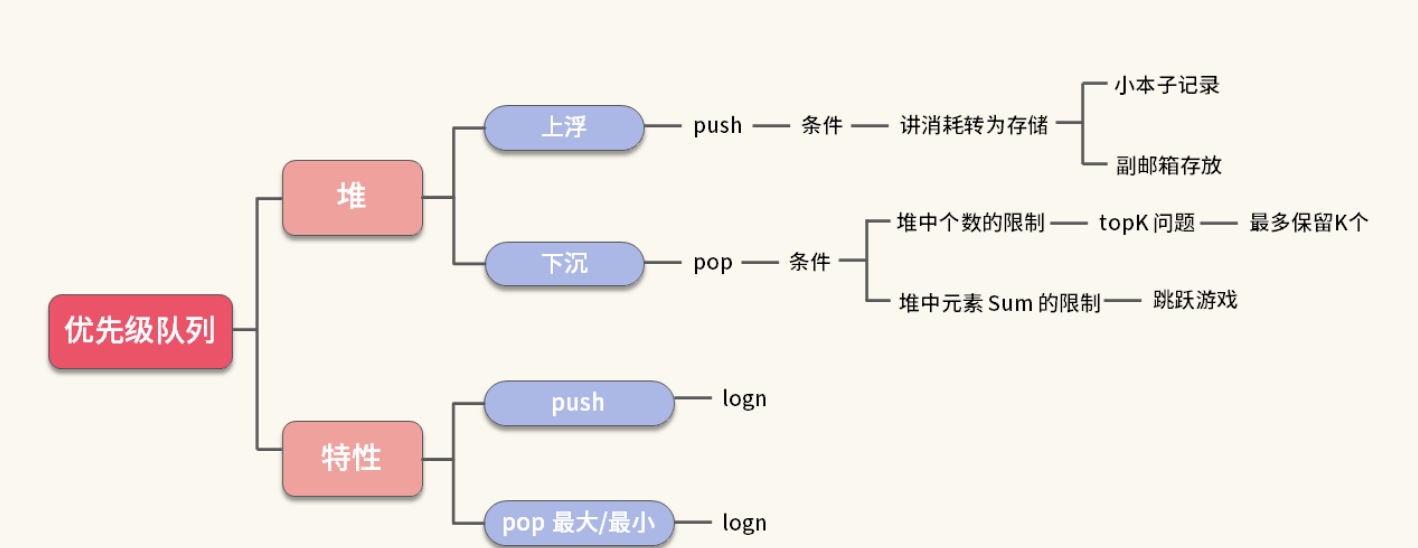 优先级队列
堆
上浮
push
条件
讲消耗转为存储
小本子记录
副邮箱存放
下沉
pop
条件
堆中个数的限制
topK 问题
最多保留K个
堆中元素 Sum 的限制
跳跃游戏
特性
push
logn
pop 最大/最小
logn